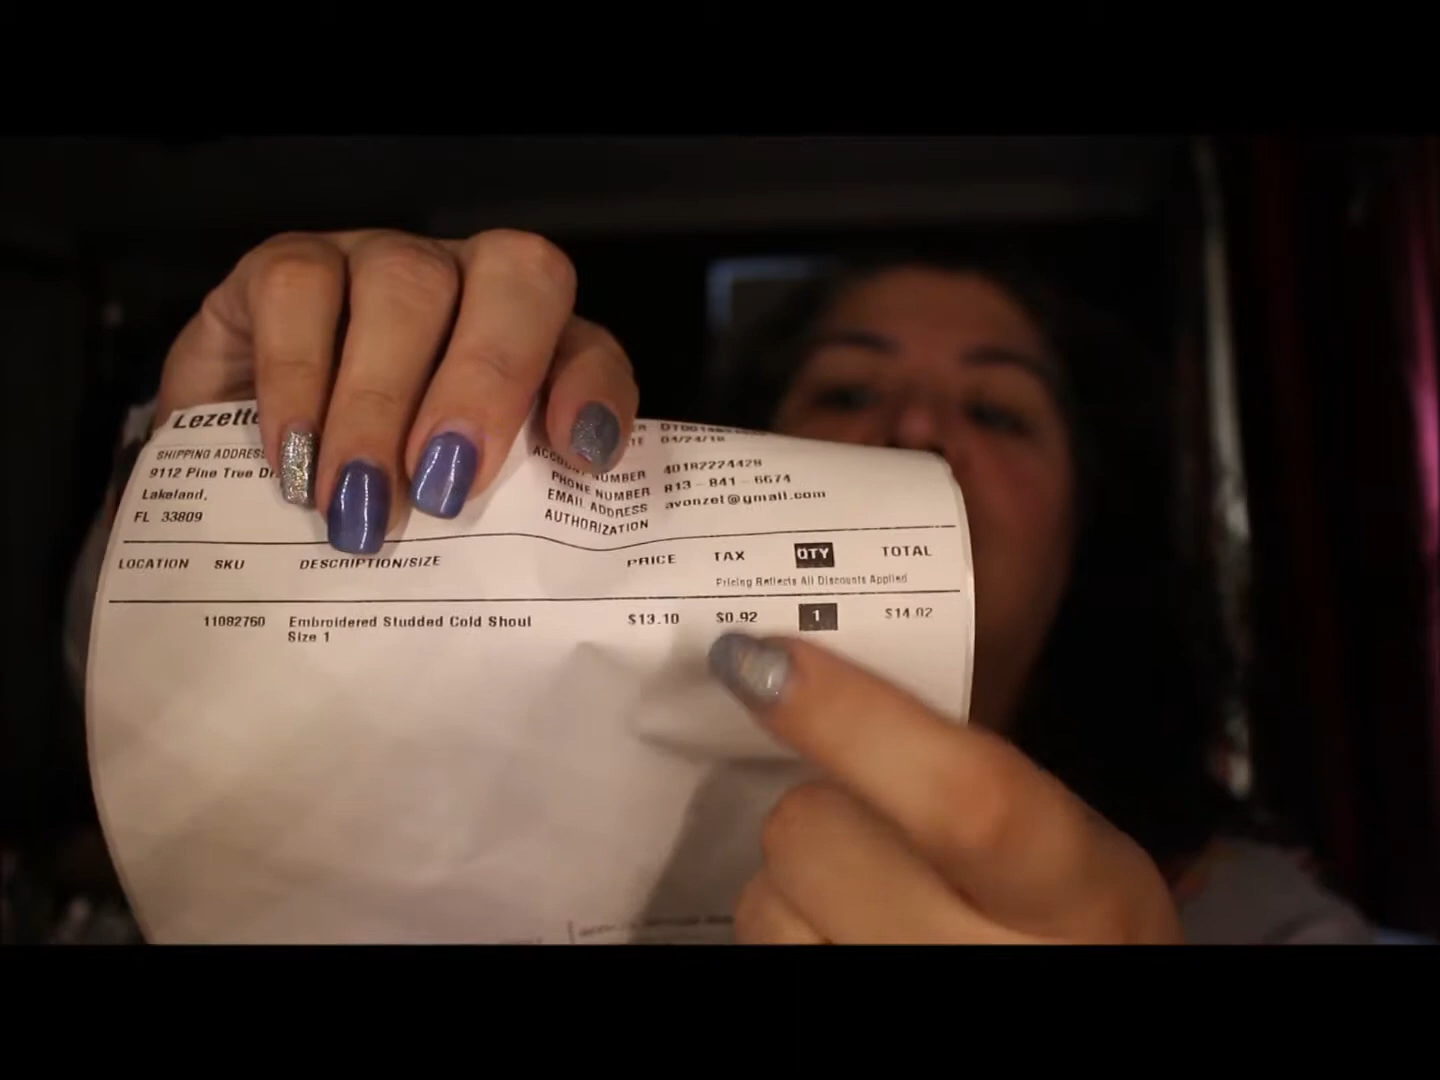 Lezette
SHIPPING ADDRESS
9112 Pine Tree Dr.
Lakeland,
FL 33809
04/24/18
ACCOUNT NUMBER 40182224428
PHONE NUMBER 813 - 841 - 6674
EMAIL ADDRESS avonzet@gmail.com
AUTHORIZATION
LOCATION SKU DESCRIPTION/SIZE PRICE TAX QTY TOTAL
Pricing Reflects All Discounts Applied
11082760 Embroidered Studded Cold Shoul $13.10 $0.92 1 $14.02
Size 1